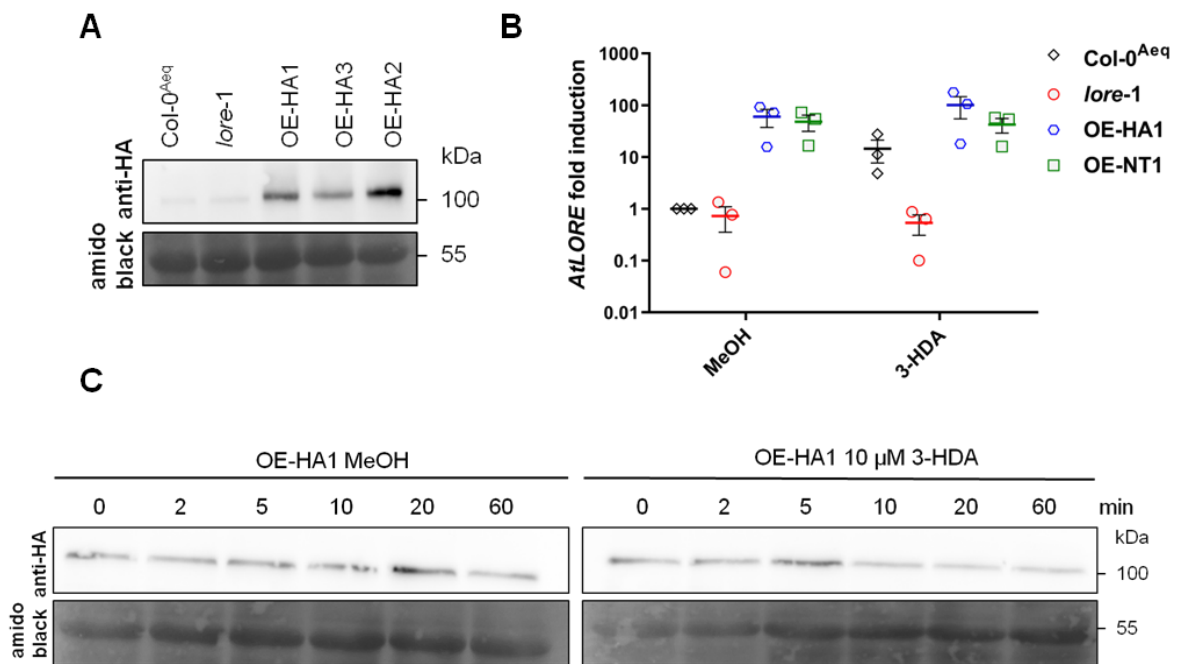 A
Col-0Aeq
lore-1
OE-HA1
OE-HA3
OE-HA2
kDa
anti-HA
100
amido
black
55
B
AtLORE fold induction
1000
100
10
1
0.1
0.01
MeOH
3-HDA
Col-0Aeq
lore-1
OE-HA1
OE-NT1
C
OE-HA1 MeOH
OE-HA1 10 µM 3-HDA
0 2 5 10 20 60
0 2 5 10 20 60 min
anti-HA
kDa
100
amido
black
55